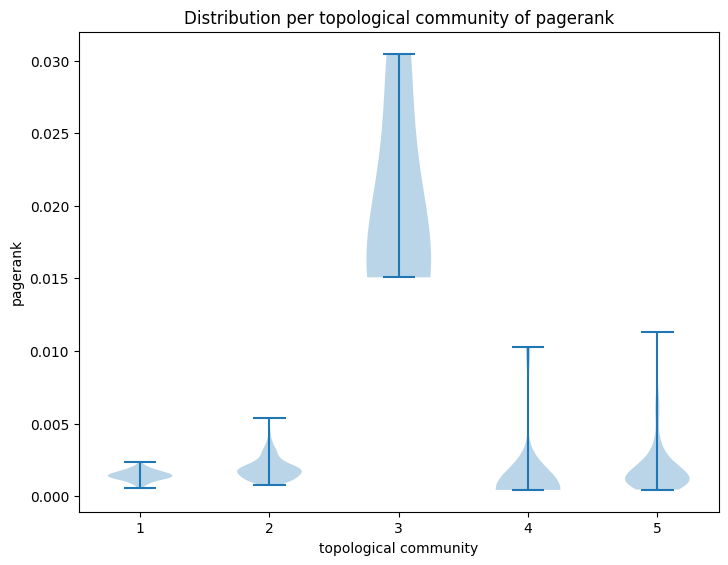 Distribution per topological community of pagerank
0.030
0.025
0.020
0.015
0.010
0.005
0.000
pagerank
1 2 3 4 5
topological community